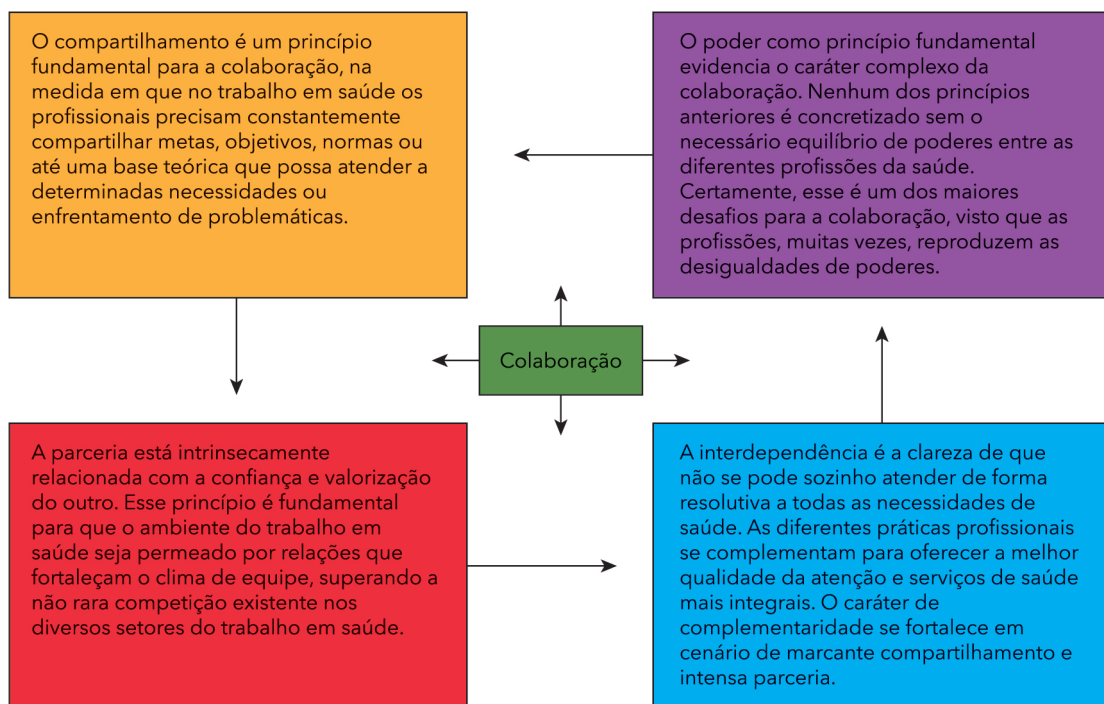 O compartilhamento é um princípio
fundamental para a colaboração, na
medida em que no trabalho em saúde os
profissionais precisam constantemente
compartilhar metas, objetivos, normas ou
até uma base teórica que possa atender a
determinadas necessidades ou
enfrentamento de problemáticas.
O poder como princípio fundamental
evidencia o caráter complexo da
colaboração. Nenhum dos princípios
anteriores é concretizado sem o
necessário equilíbrio de poderes entre as
diferentes profissões da saúde.
Certamente, esse é um dos maiores
desafios para a colaboração, visto que as
profissões, muitas vezes, reproduzem as
desigualdades de poderes.
Colaboração
A parceria está intrinsecamente
relacionada com a confiança e valorização
do outro. Esse princípio é fundamental
para que o ambiente do trabalho em
saúde seja permeado por relações que
fortaleçam o clima de equipe, superando a
não rara competição existente nos
diversos setores do trabalho em saúde.
A interdependência é a clareza de que
não se pode sozinho atender de forma
resolutiva a todas as necessidades de
saúde. As diferentes práticas profissionais
se complementam para oferecer a melhor
qualidade da atenção e serviços de saúde
mais integrais. O caráter de
complementaridade se fortalece em
cenário de marcante compartilhamento e
intensa parceria.